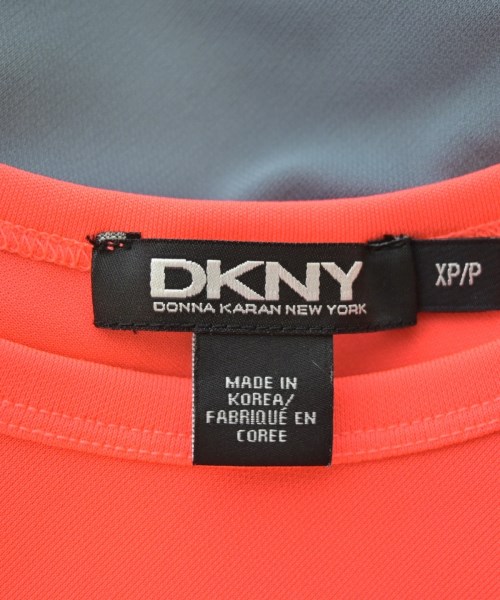 DKNY
DONNA KARAN NEW YORK
XP/P
MADE IN
KOREA/
FABRIQUÉ EN
COREE